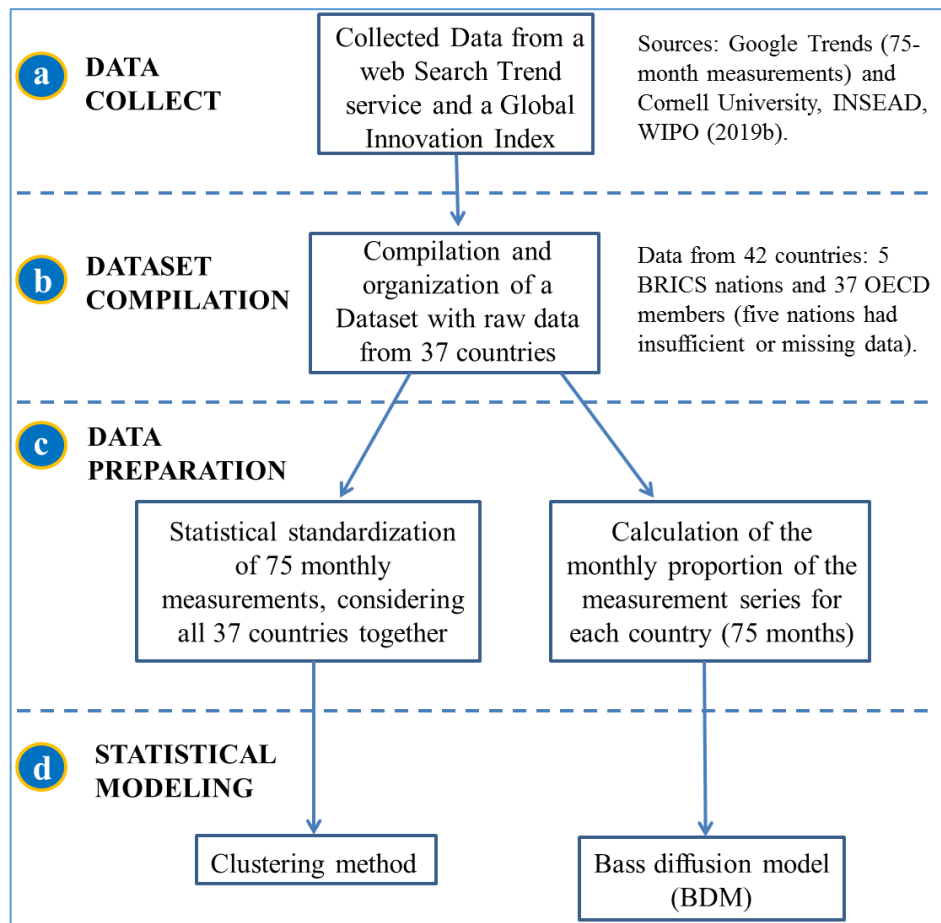 a
DATA
COLLECT
Collected Data from a
web Search Trend
service and a Global
Innovation Index
Sources: Google Trends (75-
month measurements) and
Cornell University, INSEAD,
WIPO (2019b).
b
DATASET
COMPILATION
Compilation and
organization of a
Dataset with raw data
from 37 countries
Data from 42 countries: 5
BRICS nations and 37 OECD
members (five nations had
insufficient or missing data).
c
DATA
PREPARATION
Statistical standardization
of 75 monthly
measurements, considering
all 37 countries together
Calculation of the
monthly proportion of the
measurement series for
each country (75 months)
d
STATISTICAL
MODELING
Clustering method
Bass diffusion model
(BDM)